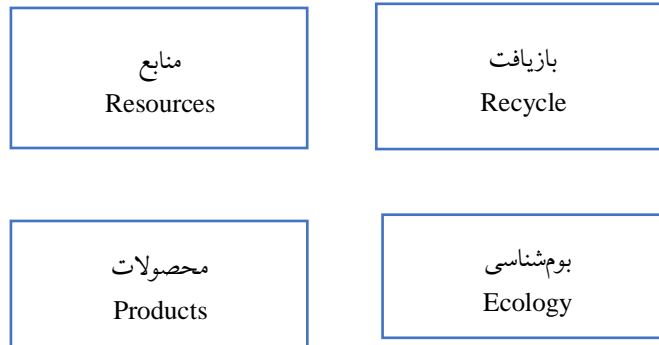 منابع
Resources
بازیافت
Recycle
محصولات
Products
بوم‌شناسی
Ecology